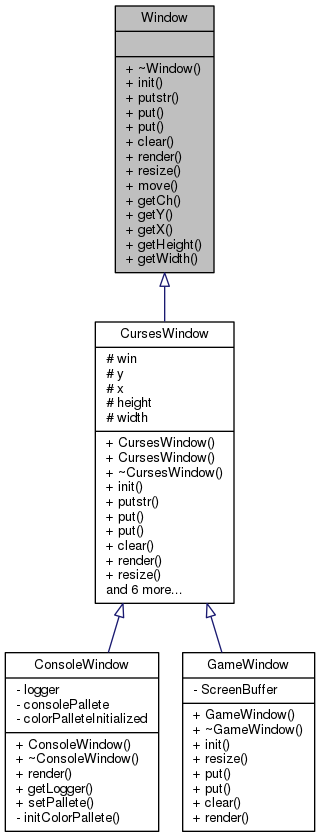 Window
+ ~Window()
+ init()
+ putstr()
+ put()
+ put()
+ clear()
+ render()
+ resize()
+ move()
+ getCh()
+ getY()
+ getX()
+ getHeight()
+ getWidth()
CursesWindow
# win
# y
# x
# height
# width
+ CursesWindow()
+ CursesWindow()
+ ~CursesWindow()
+ init()
+ putstr()
+ put()
+ put()
+ clear()
+ render()
+ resize()
and 6 more...
ConsoleWindow
- logger
- consolePallete
- colorPalleteInitialized
+ ConsoleWindow()
+ ~ConsoleWindow()
+ render()
+ getLogger()
+ setPallete()
- initColorPallete()
GameWindow
- ScreenBuffer
+ GameWindow()
+ ~GameWindow()
+ init()
+ resize()
+ put()
+ put()
+ clear()
+ render()